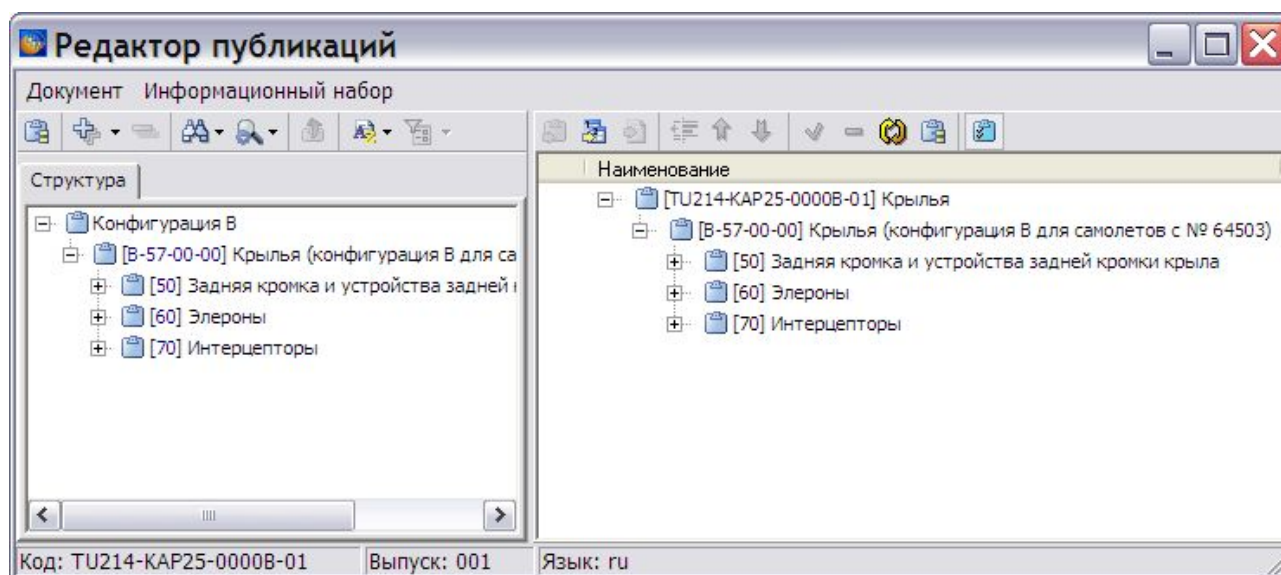 Редактор публикаций
Документ Информационный набор
Структура
Конфигурация В
[В-57-00-00] Крылья (конфигурация В для са
[50] Задняя кромка и устройства задней
[60] Элероны
[70] Интерцепторы
Наименование
[TU214-KAP25-0000B-01] Крылья
[В-57-00-00] Крылья (конфигурация В для самолетов с № 64503)
[50] Задняя кромка и устройства задней кромки крыла
[60] Элероны
[70] Интерцепторы
Код: TU214-KAP25-0000B-01 Выпуск: 001 Язык: ru